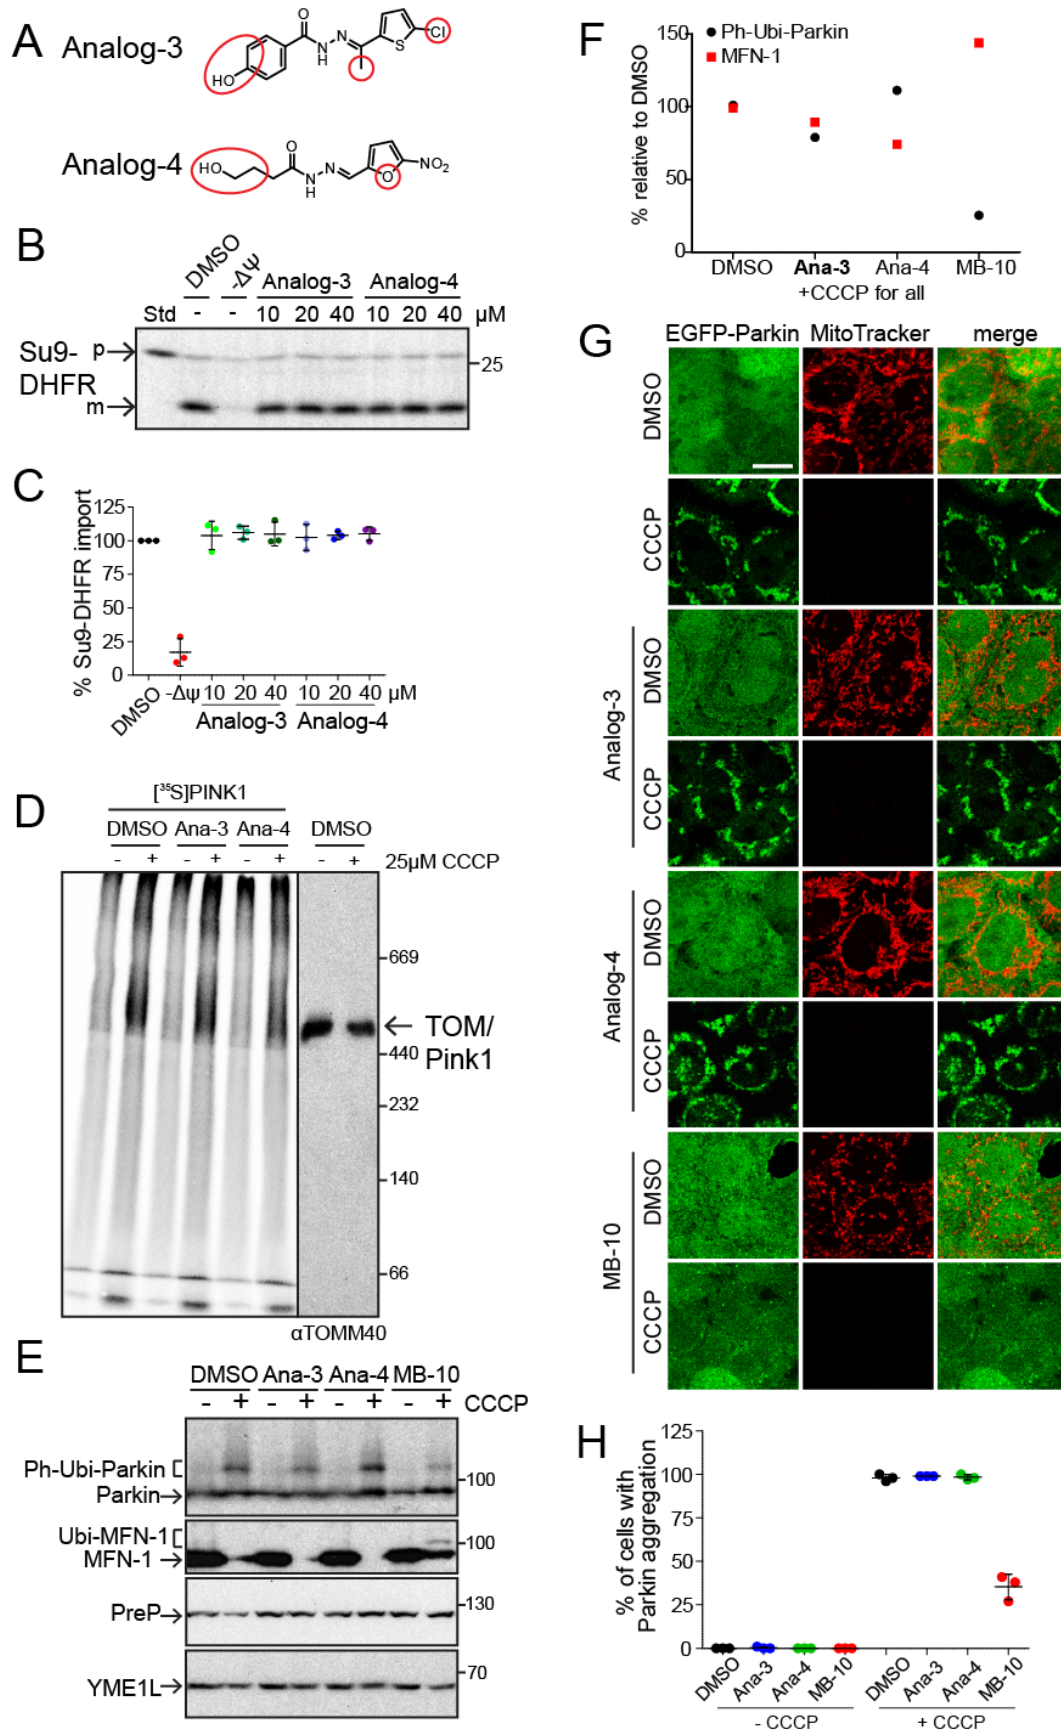 A
Analog-3
O
N
H
N
S
Cl
HO
Analog-4
HO
O
N
H
N
O
NO2
B
DMSO -ΔΨ Analog-3 Analog-4
Std - - 10 20 40 10 20 40 μM
Su9-
DHFR
p
m
25
C
% Su9-DHFR import
125
100
75
50
25
0
DMSO -Δψ 10 20 40 10 20 40 μM
Analog-3 Analog-4
D
[³⁵S]PINK1
DMSO Ana-3 Ana-4 DMSO
- + - + - + - + 25μM CCCP
669
TOM/
Pink1
440
232
140
66
αTOMM40
E
DMSO Ana-3 Ana-4 MB-10
- + - + - + - + CCCP
Ph-Ubi-Parkin
100
Parkin
Ubi-MFN-1
100
MFN-1
130
PreP
70
YME1L
F
% relative to DMSO
150
100
50
0
Ph-Ubi-Parkin
MFN-1
DMSO Ana-3 Ana-4 MB-10
+CCCP for all
G
EGFP-Parkin MitoTracker merge
DMSO
CCCP
Analog-3
DMSO
CCCP
Analog-4
DMSO
CCCP
MB-10
DMSO
CCCP
H
% of cells with
Parkin aggregation
125
100
75
50
25
0
DMSO Ana-3 Ana-4 MB-10 DMSO Ana-3 Ana-4 MB-10
- CCCP + CCCP